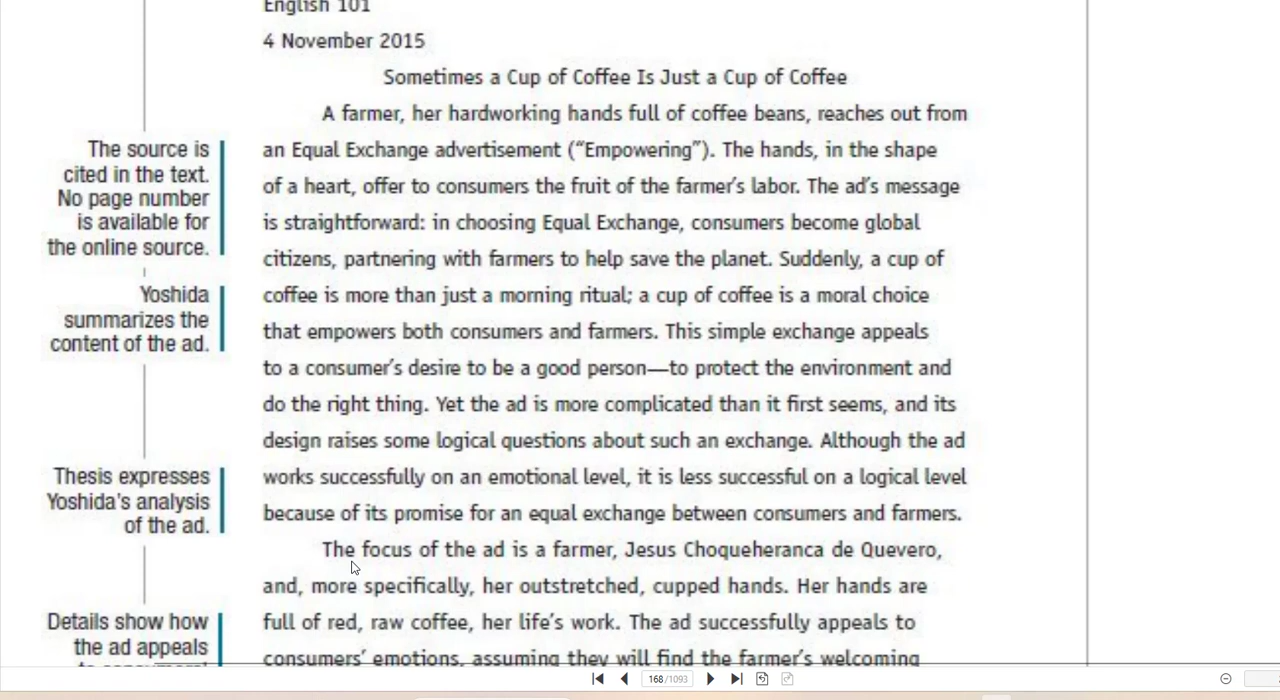 English 101
4 November 2015
Sometimes a Cup of Coffee Is Just a Cup of Coffee
A farmer, her hardworking hands full of coffee beans, reaches out from
an Equal Exchange advertisement (“Empowering”). The hands, in the shape
of a heart, offer to consumers the fruit of the farmer’s labor. The ad’s message
is straightforward: in choosing Equal Exchange, consumers become global
citizens, partnering with farmers to help save the planet. Suddenly, a cup of
coffee is more than just a morning ritual; a cup of coffee is a moral choice
that empowers both consumers and farmers. This simple exchange appeals
to a consumer’s desire to be a good person—to protect the environment and
do the right thing. Yet the ad is more complicated than it first seems, and its
design raises some logical questions about such an exchange. Although the ad
works successfully on an emotional level, it is less successful on a logical level
because of its promise for an equal exchange between consumers and farmers.
The focus of the ad is a farmer, Jesus Choqueheranca de Quevero,
and, more specifically, her outstretched, cupped hands. Her hands are
full of red, raw coffee, her life’s work. The ad successfully appeals to
consumers’ emotions, assuming they will find the farmer’s welcoming
The source is
cited in the text.
No page number
is available for
the online source.
Yoshida
summarizes the
content of the ad.
Thesis expresses
Yoshida’s analysis
of the ad.
Details show how
the ad appeals
to consumers’
168/1093